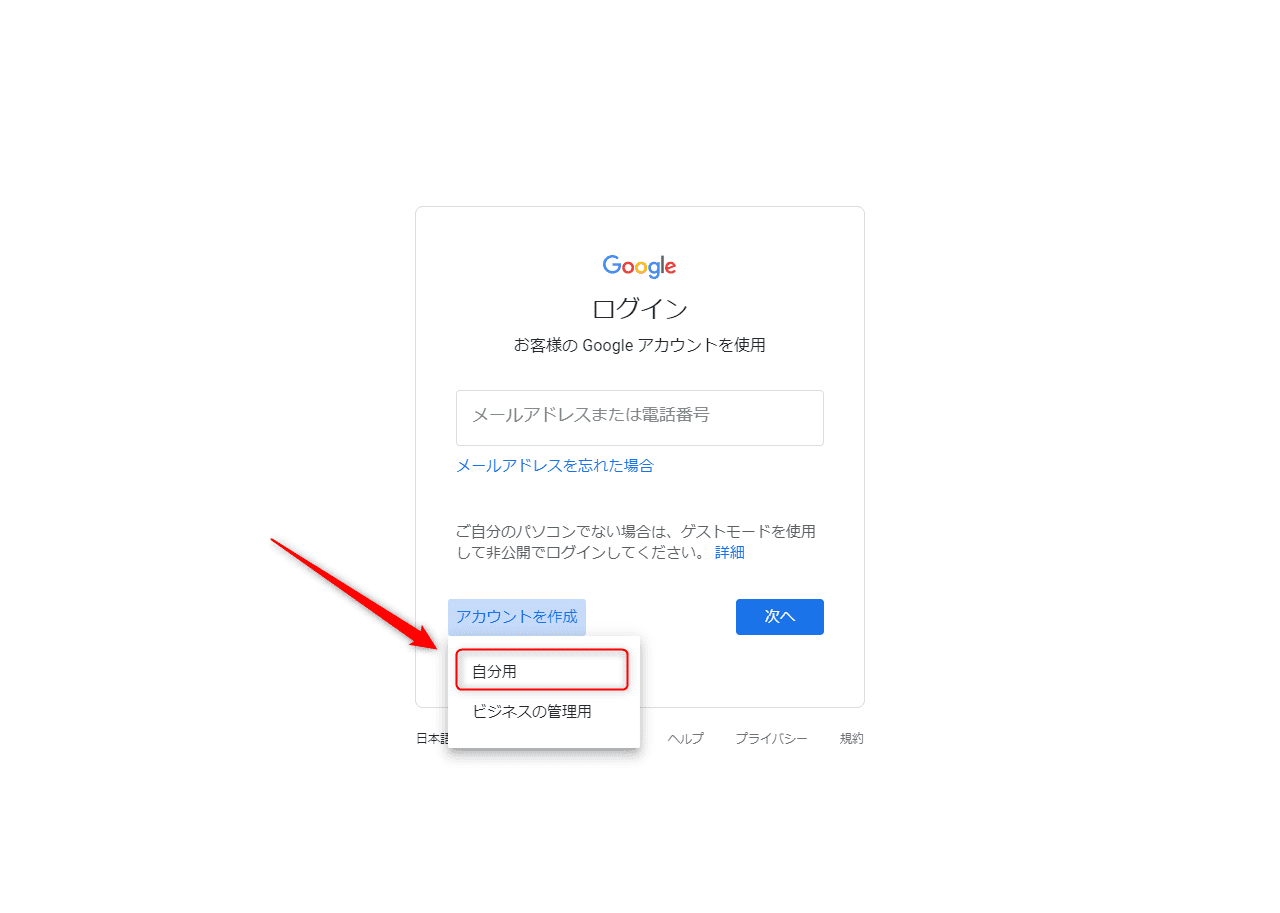 Google
ログイン
お客様の Google アカウントを使用
メールアドレスまたは電話番号
メールアドレスを忘れた場合
ご自分のパソコンでない場合は、ゲストモードを使用
して非公開でログインしてください。 詳細
アカウントを作成 次へ
自分用
ビジネスの管理用
日本語 ヘルプ プライバシー 規約